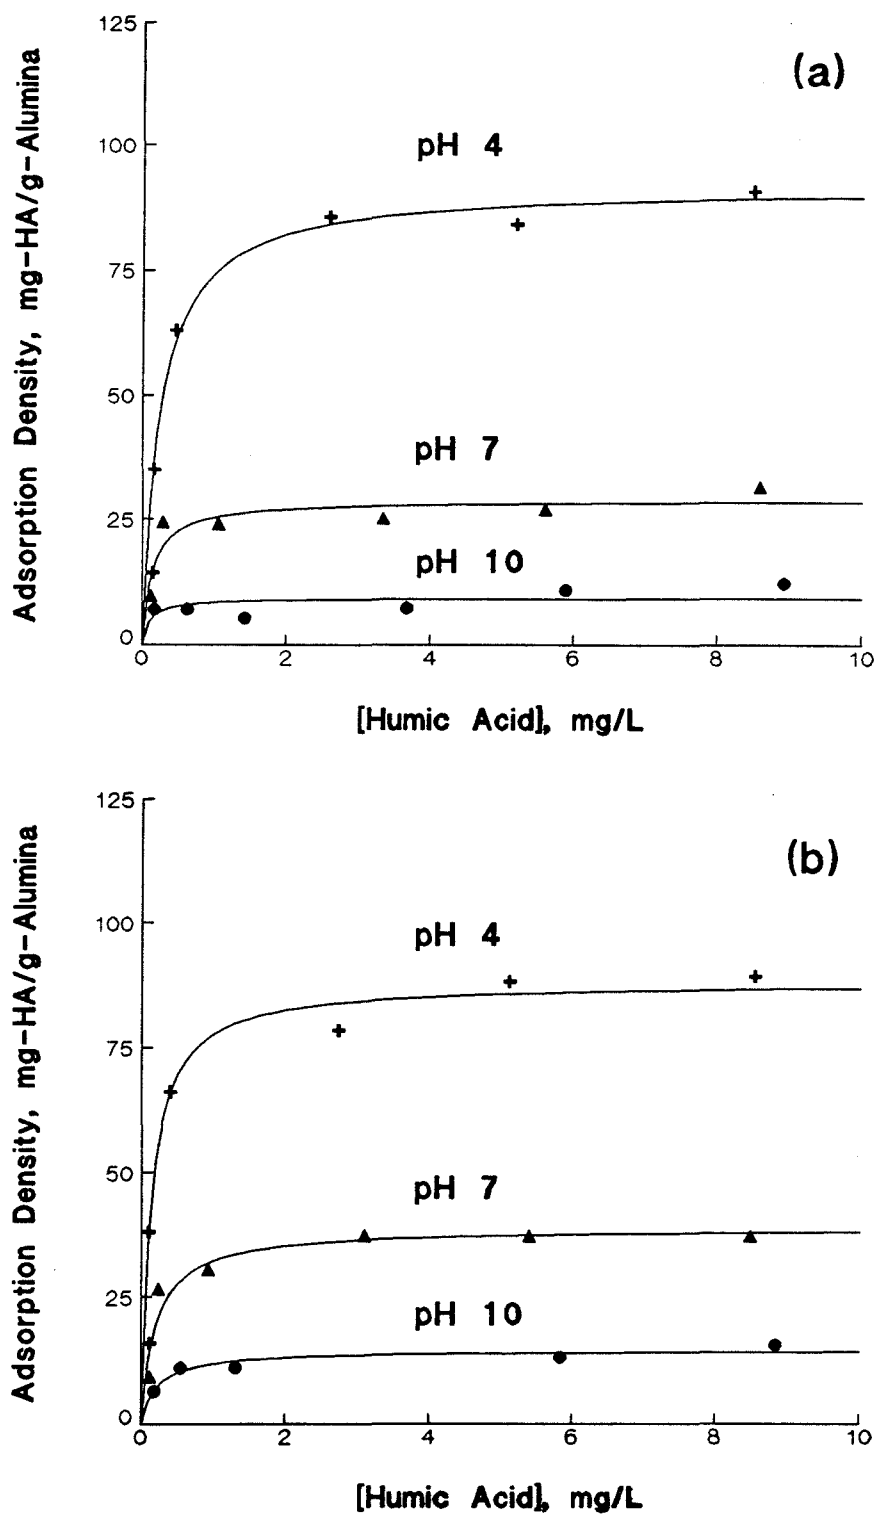 125
(a)
Adsorption Density, mg-HA/g-Alumina
pH 4
100
75
50
pH 7
25
pH 10
0
0 2 4 6 8 10
[Humic Acid], mg/L
125
(b)
Adsorption Density, mg-HA/g-Alumina
pH 4
100
75
50
pH 7
25
pH 10
0
0 2 4 6 8 10
[Humic Acid], mg/L